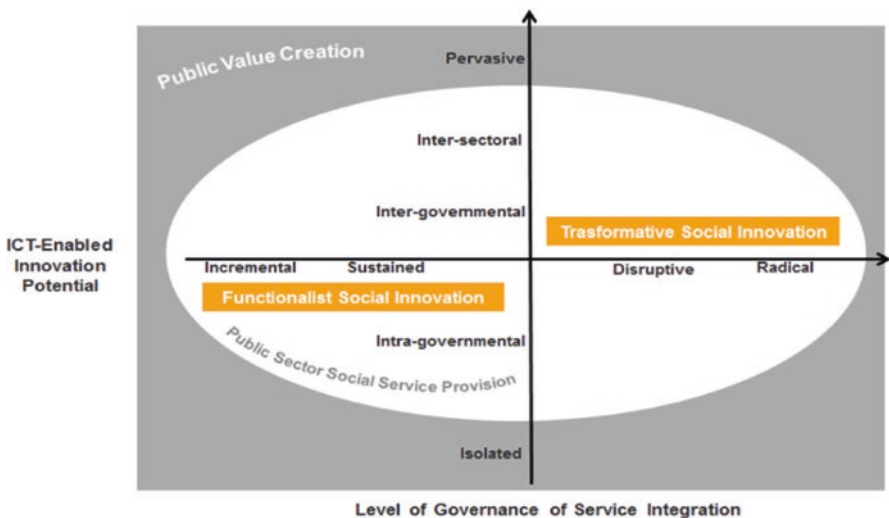 Public Value Creation
Pervasive
Inter-sectoral
Inter-governmental
Trasformative Social Innovation
ICT-Enabled
Innovation
Potential
Incremental Sustained Disruptive Radical
Functionalist Social Innovation
Intra-governmental
Public Sector Social Service Provision
Isolated
Level of Governance of Service Integration